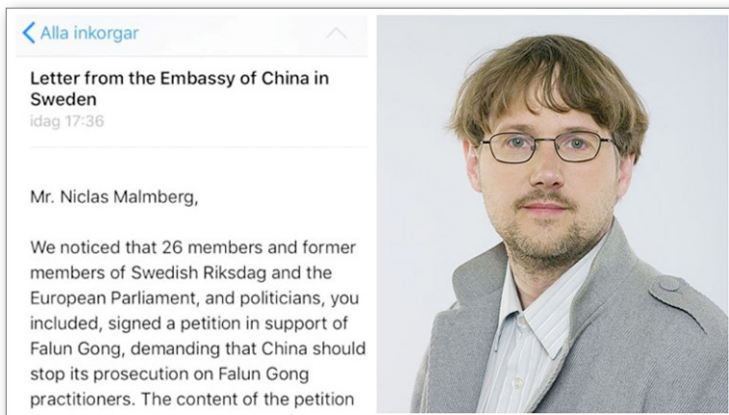 Alla inkorgar
Letter from the Embassy of China in
Sweden
idag 17:36
Mr. Niclas Malmberg,
We noticed that 26 members and former
members of Swedish Riksdag and the
European Parliament, and politicians, you
included, signed a petition in support of
Falun Gong, demanding that China should
stop its prosecution on Falun Gong
practitioners. The content of the petition